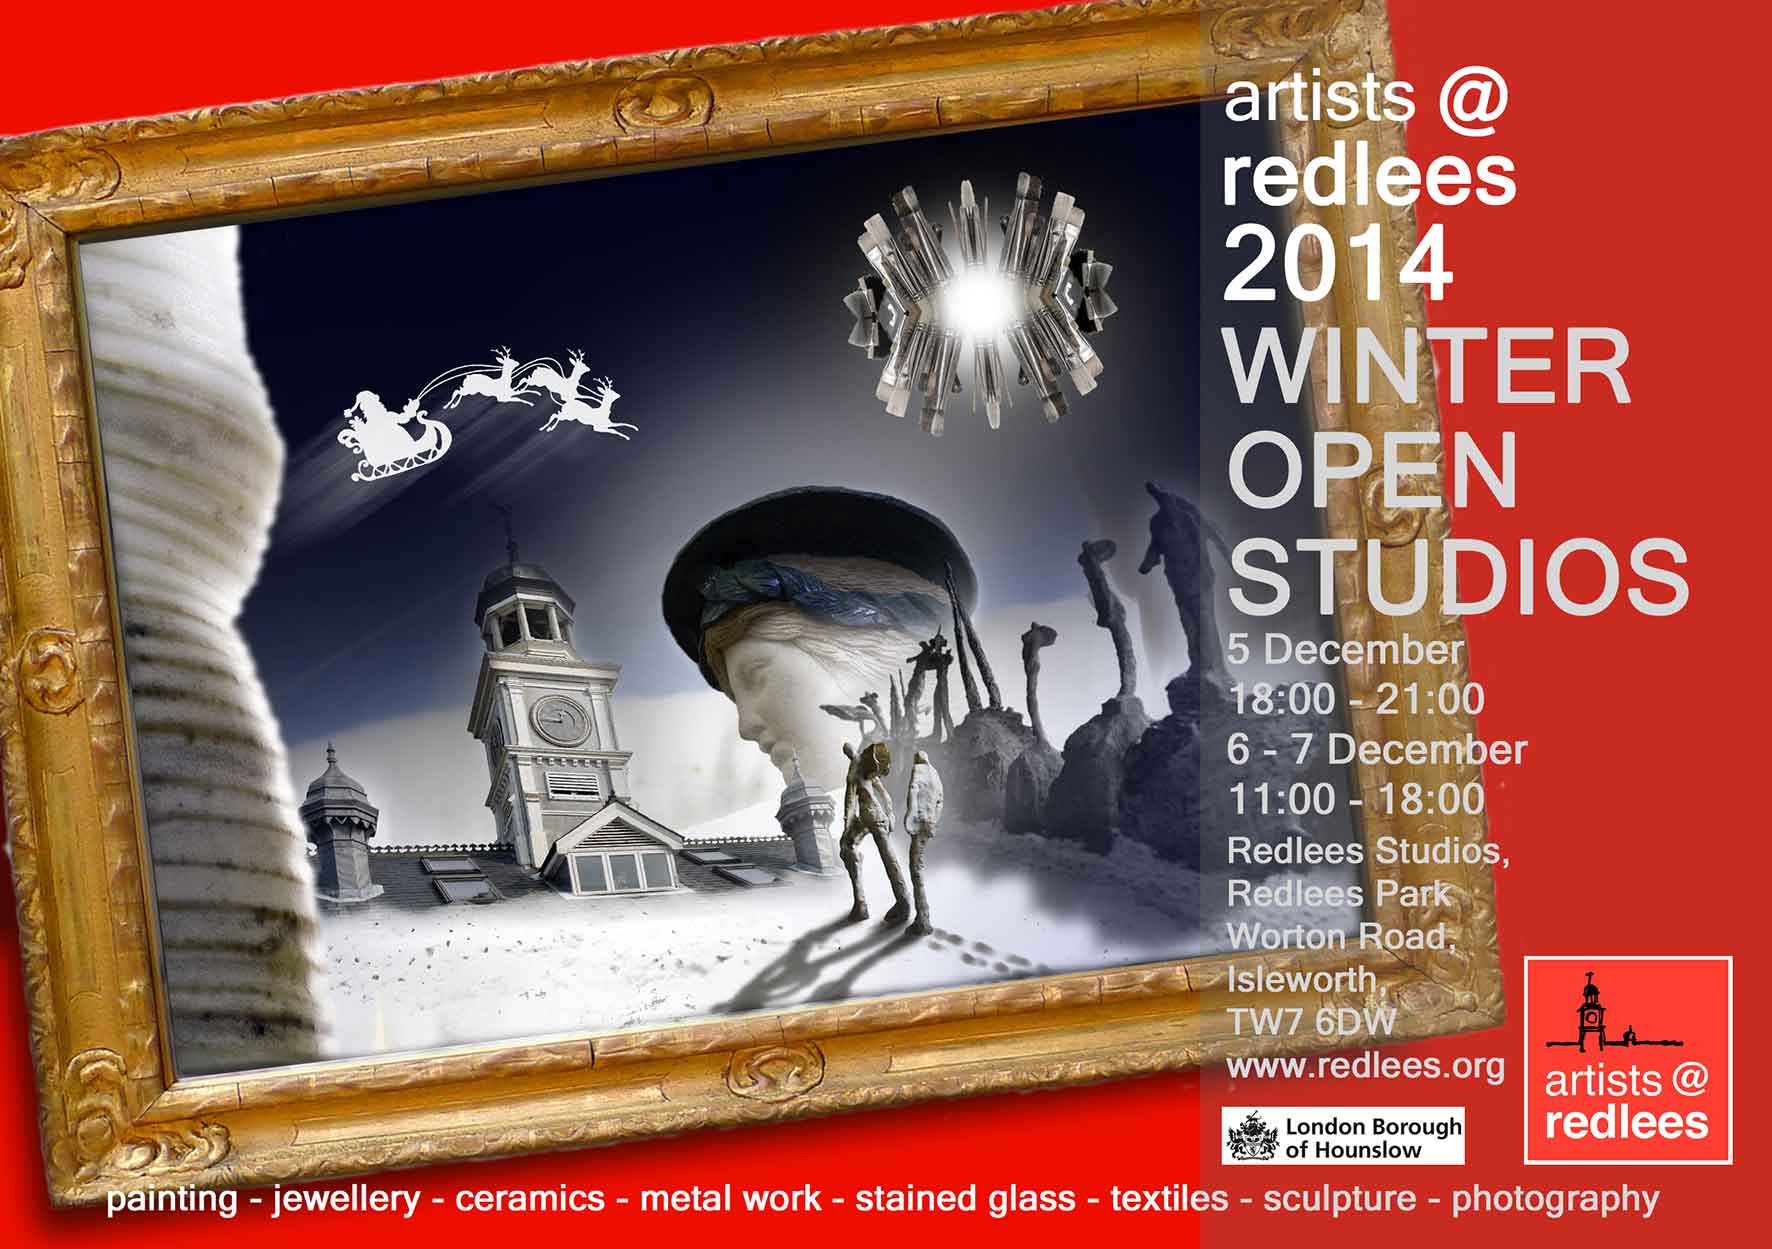 artists @
redlees
2014
WINTER
OPEN
STUDIOS
5 December
18:00 - 21:00
6 - 7 December
11:00 - 18:00
Redlees Studios,
Redlees Park
Worton Road,
Isleworth,
TW7 6DW
www.redlees.org
London Borough
of Hounslow
artists @
redlees
painting - jewellery - ceramics - metal work - stained glass - textiles - sculpture - photography